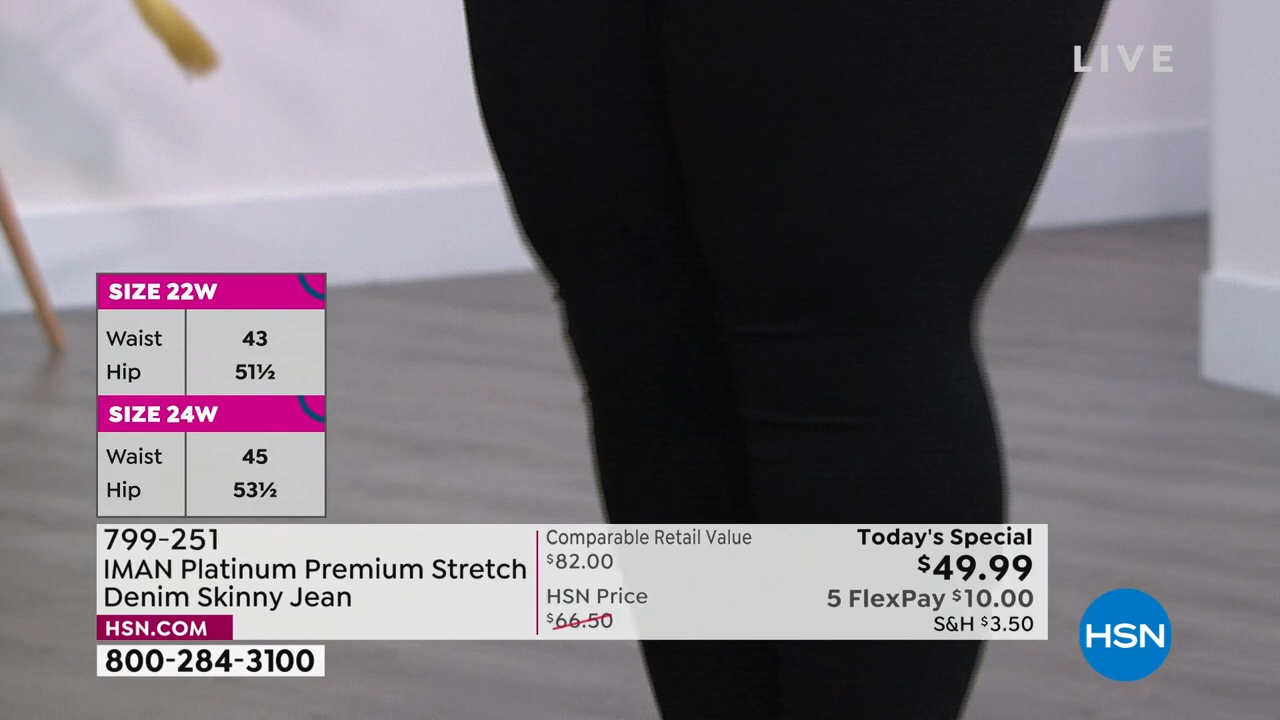 LIVE
SIZE 22W
Waist 43
Hip 51½
SIZE 24W
Waist 45
Hip 53½
799-251
IMAN Platinum Premium Stretch
Denim Skinny Jean
HSN.COM
800-284-3100
Comparable Retail Value
$82.00
HSN Price
$66.50
Today's Special
$49.99
5 FlexPay $10.00
S&H $3.50
HSN